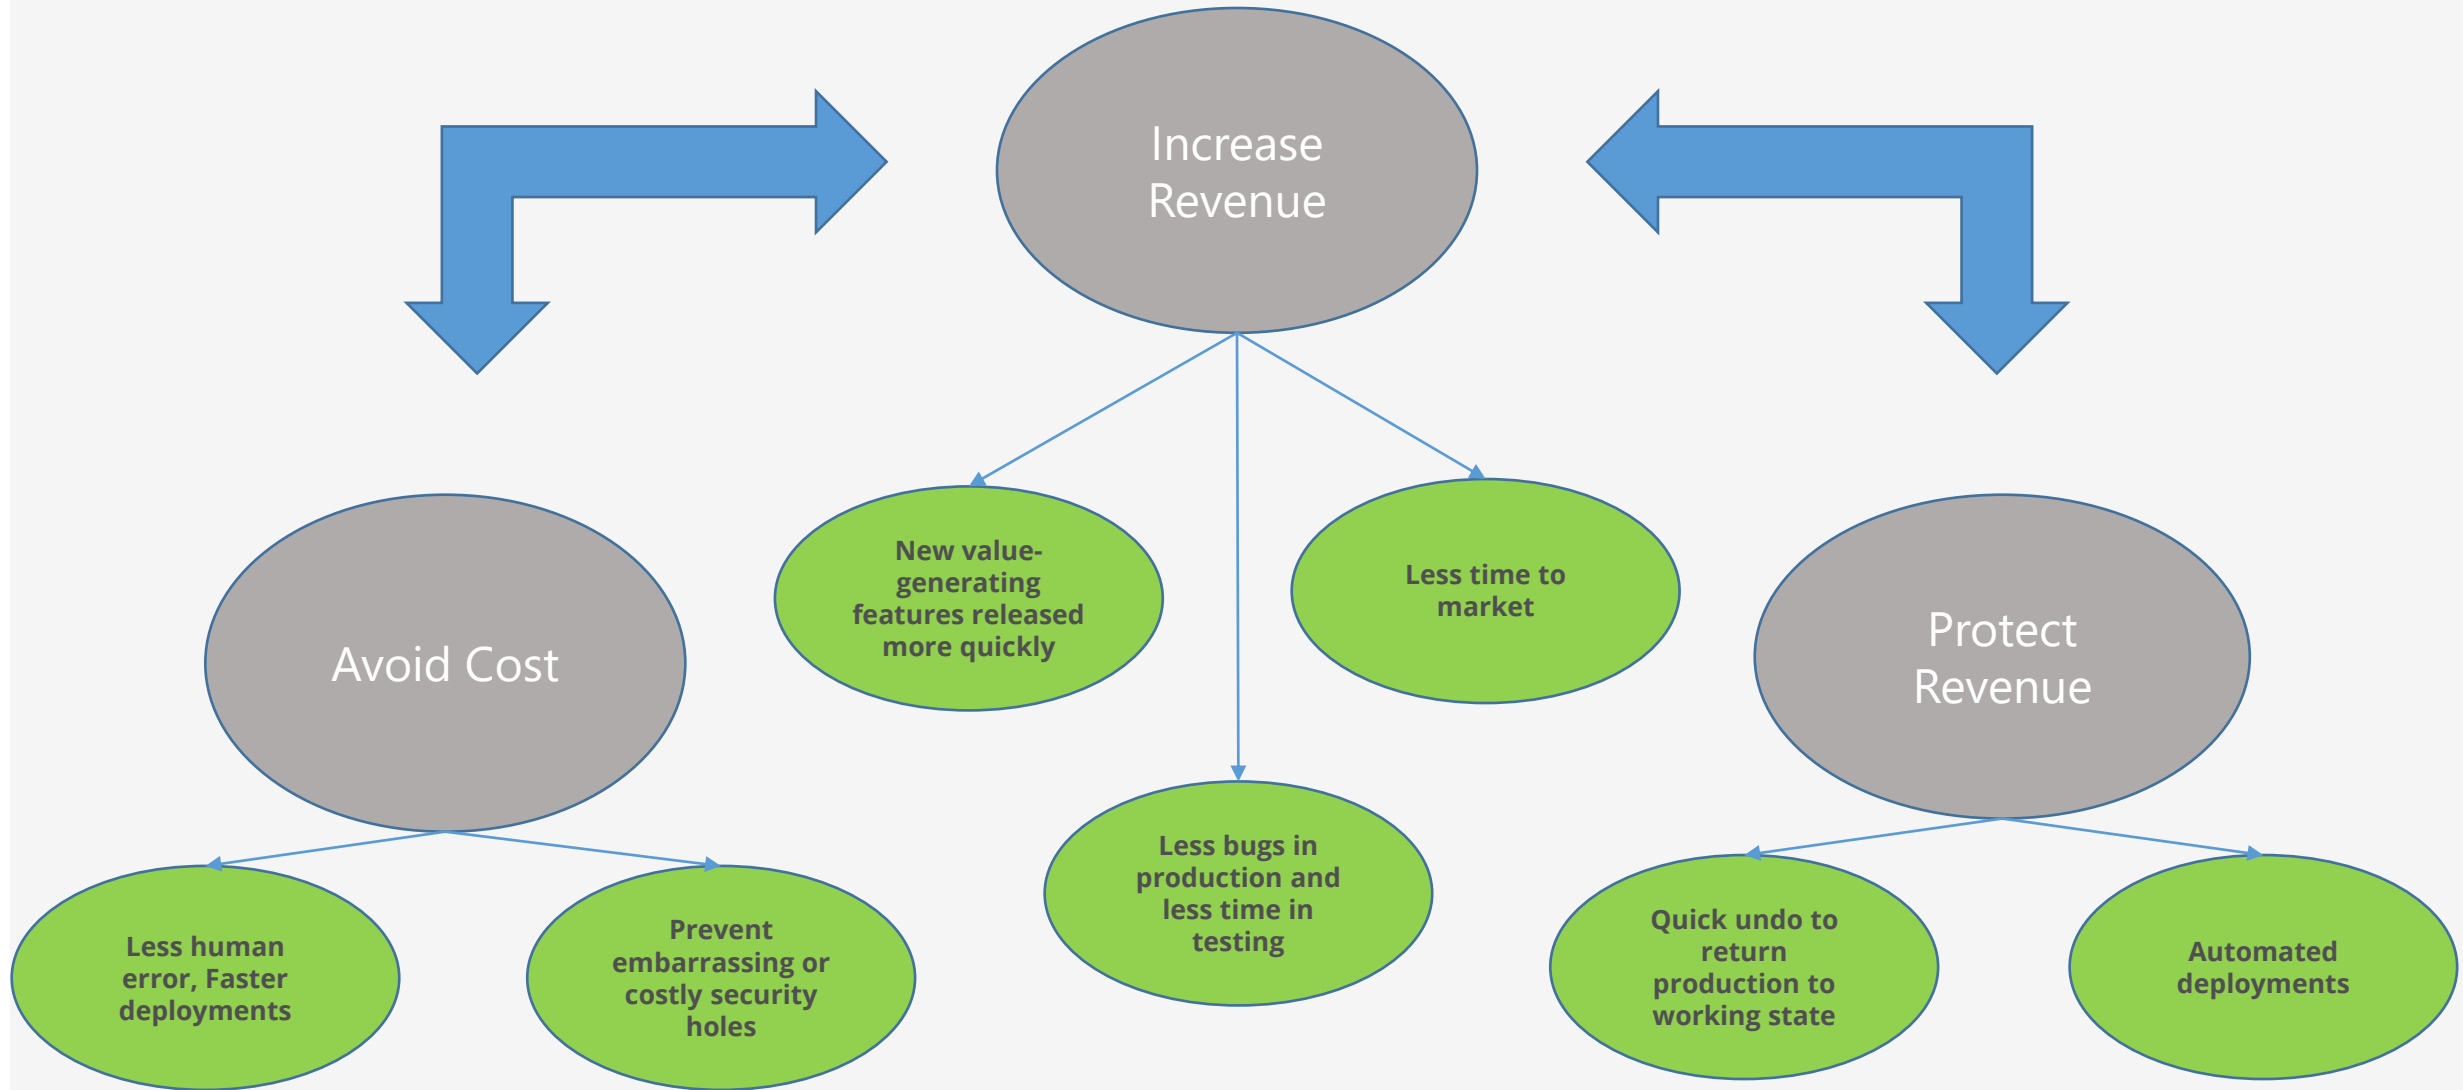 Increase
Revenue
Avoid Cost
New value-
generating
features released
more quickly
Less time to
market
Protect
Revenue
Less human
error, Faster
deployments
Prevent
embarrassing or
costly security
holes
Less bugs in
production and
less time in
testing
Quick undo to
return
production to
working state
Automated
deployments